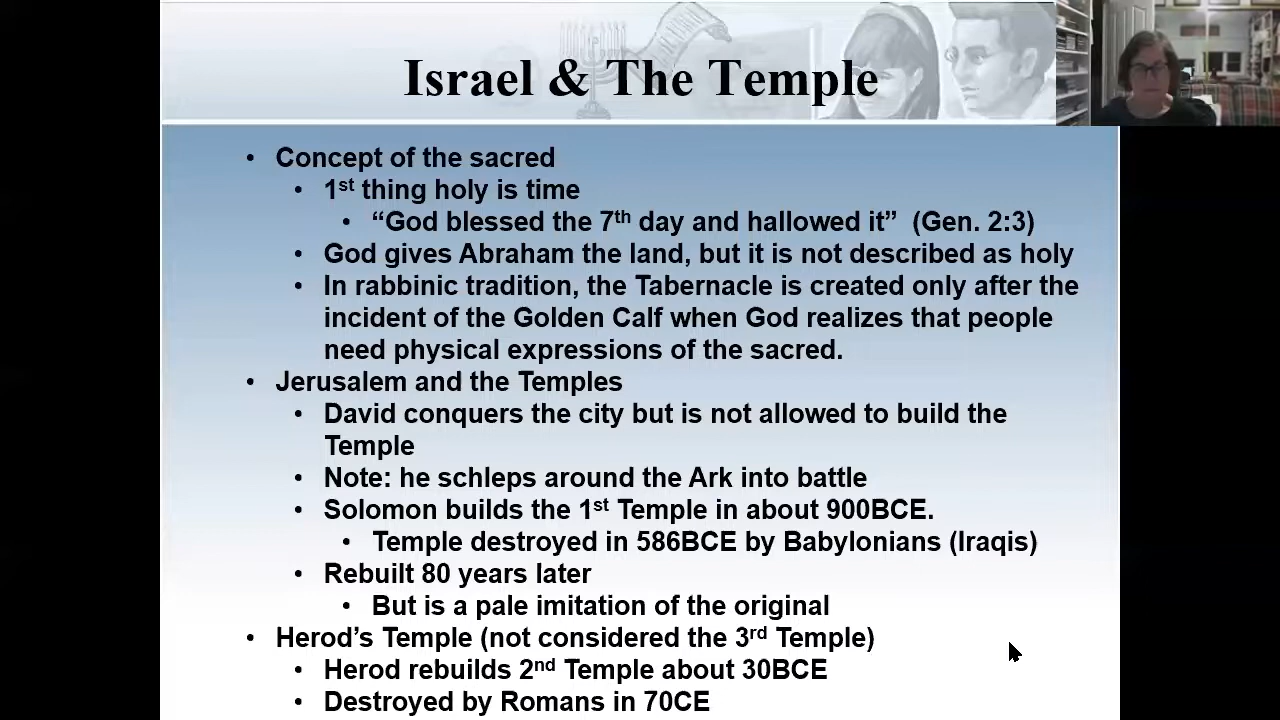 Israel & The Temple
• Concept of the sacred
• 1st thing holy is time
• “God blessed the 7th day and hallowed it” (Gen. 2:3)
• God gives Abraham the land, but it is not described as holy
• In rabbinic tradition, the Tabernacle is created only after the
incident of the Golden Calf when God realizes that people
need physical expressions of the sacred.
• Jerusalem and the Temples
• David conquers the city but is not allowed to build the
Temple
• Note: he schleps around the Ark into battle
• Solomon builds the 1st Temple in about 900BCE.
• Temple destroyed in 586BCE by Babylonians (Iraqis)
• Rebuilt 80 years later
• But is a pale imitation of the original
• Herod’s Temple (not considered the 3rd Temple)
• Herod rebuilds 2nd Temple about 30BCE
• Destroyed by Romans in 70CE